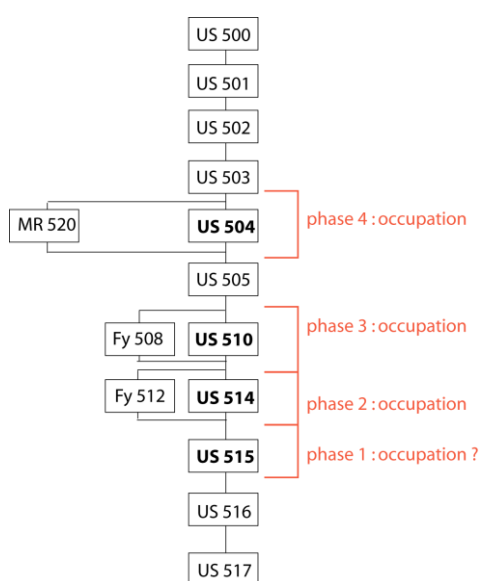 US 500
US 501
US 502
US 503
MR 520
US 504
phase 4 : occupation
US 505
Fy 508
US 510
phase 3 : occupation
Fy 512
US 514
phase 2 : occupation
US 515
phase 1 : occupation ?
US 516
US 517